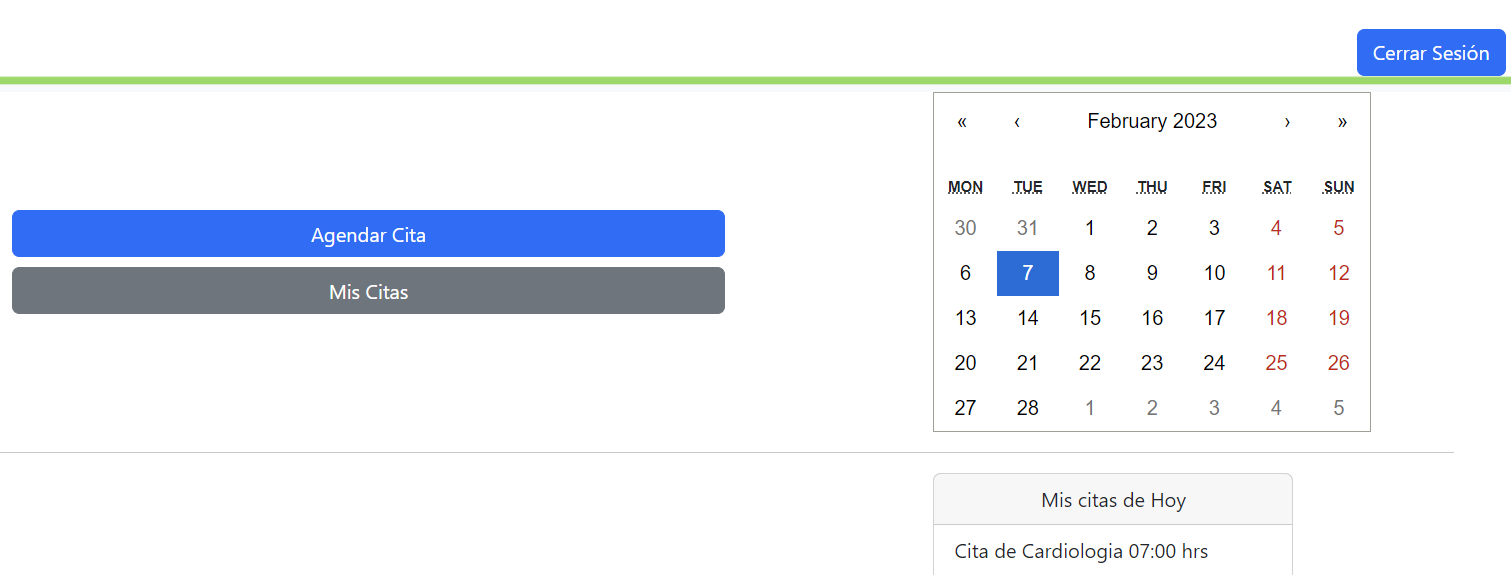 Cerrar Sesión
« ‹ February 2023 › »
MON TUE WED THU FRI SAT SUN
30 31 1 2 3 4 5
6 7 8 9 10 11 12
13 14 15 16 17 18 19
20 21 22 23 24 25 26
27 28 1 2 3 4 5
Agendar Cita
Mis Citas
Mis citas de Hoy
Cita de Cardiologia 07:00 hrs